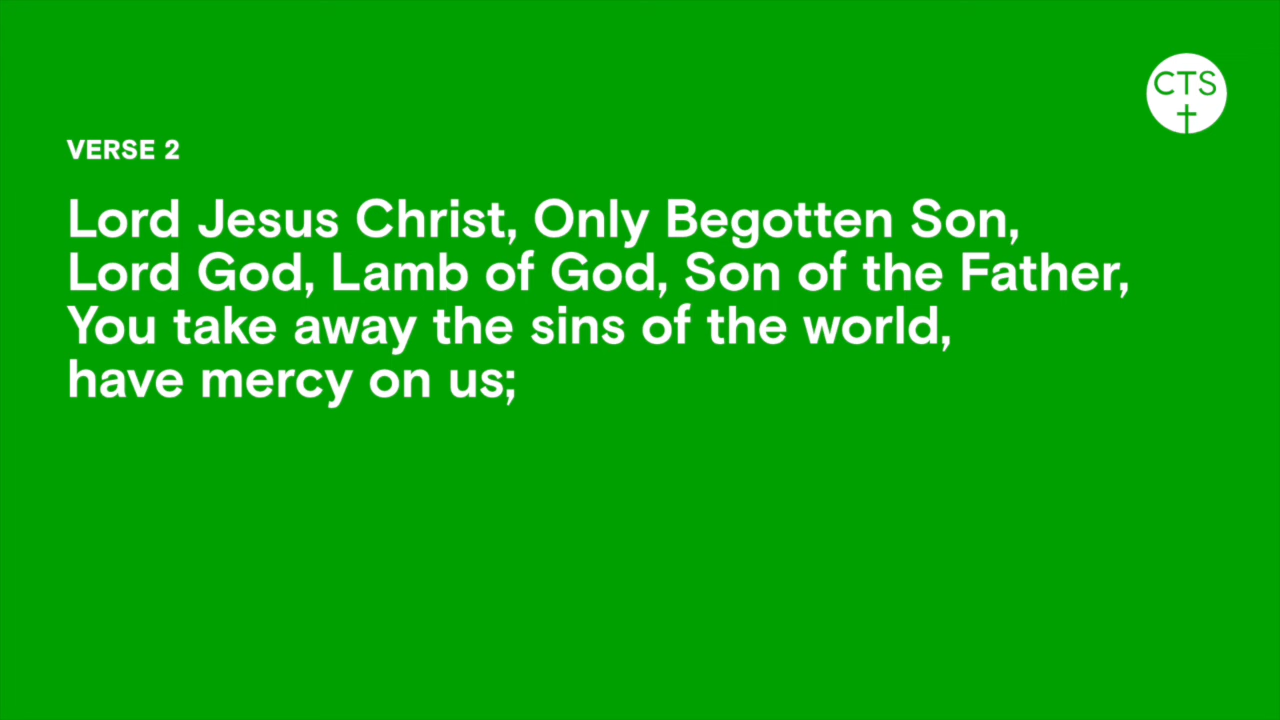 CTS
VERSE 2
Lord Jesus Christ, Only Begotten Son,
Lord God, Lamb of God, Son of the Father,
You take away the sins of the world,
have mercy on us;